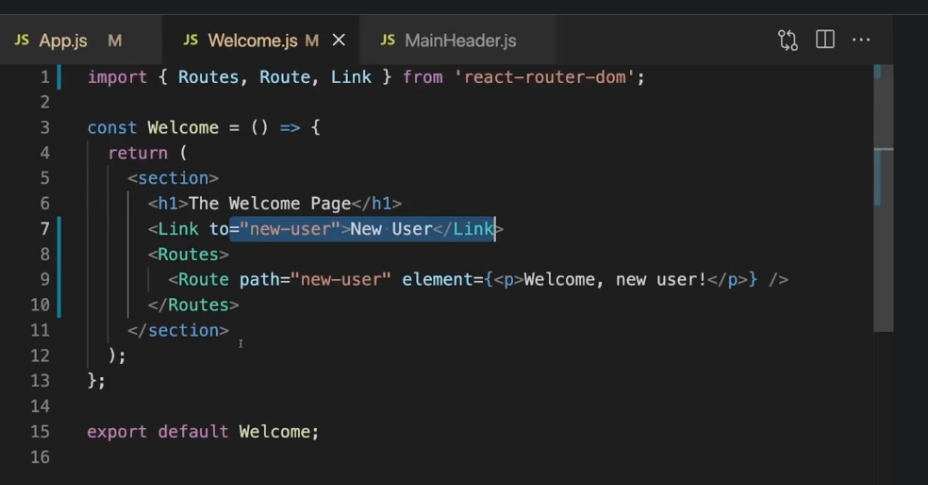 JS App.js M JS Welcome.js M JS MainHeader.js
1 import { Routes, Route, Link } from 'react-router-dom';
2
3 const Welcome = () => {
4 return (
5 <section>
6 <h1>The Welcome Page</h1>
7 <Link to="new-user">New User</Link>
8 <Routes>
9 <Route path="new-user" element={<p>Welcome, new user!</p>} />
10 </Routes>
11 </section>
12 );
13 };
14
15 export default Welcome;
16